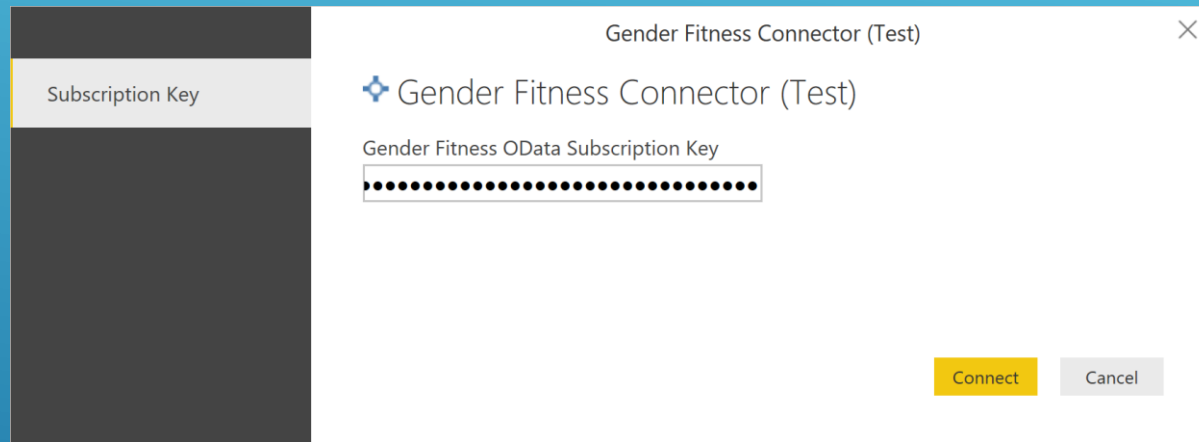 Gender Fitness Connector (Test)
Subscription Key
Gender Fitness Connector (Test)
Gender Fitness OData Subscription Key
Connect
Cancel